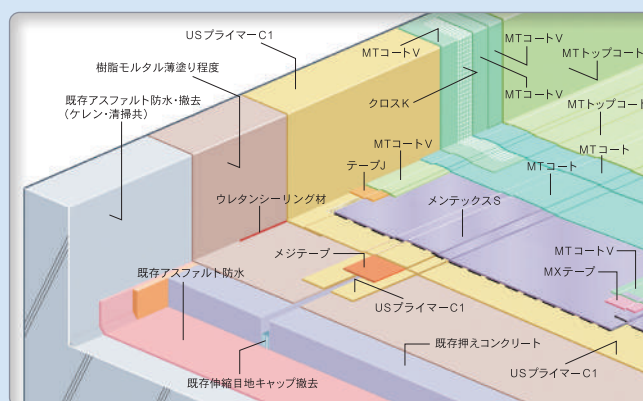 USプライマーC1
MTコートV
MTコートV
MTトップコート
樹脂モルタル薄塗り程度
MTコートV
既存アスファルト防水・撤去
（ケレン・清掃共）
クロスK
MTトップコート
MTコートV
MTコート
テープJ
MTコート
ウレタンシーリング材
メンテックスS
メジテープ
MTコートV
既存アスファルト防水
MXテープ
USプライマーC1
既存押えコンクリート
USプライマーC1
既存伸縮目地キャップ撤去